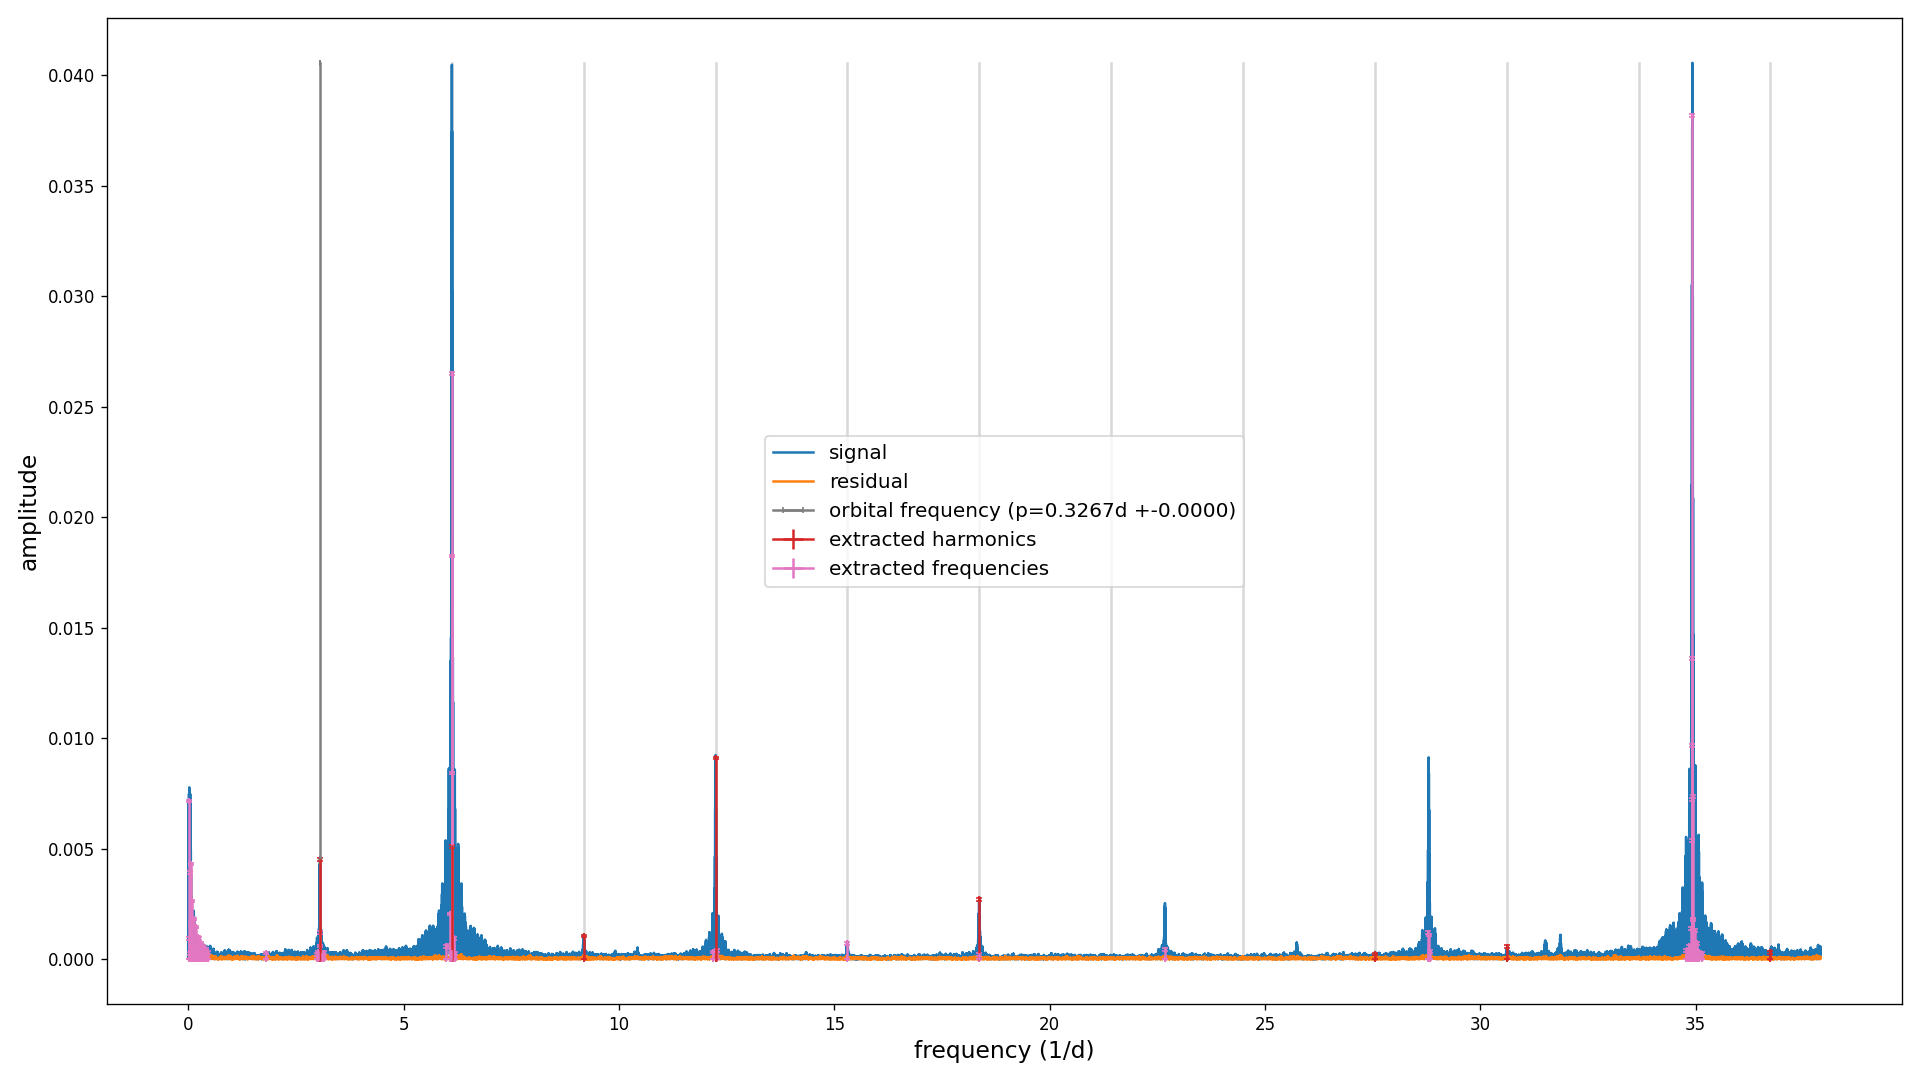 0.040
0.035
0.030
0.025
0.020
0.015
0.010
0.005
0.000
amplitude
signal
residual
orbital frequency (p=0.3267d +-0.0000)
extracted harmonics
extracted frequencies
0 5 10 15 20 25 30 35
frequency (1/d)